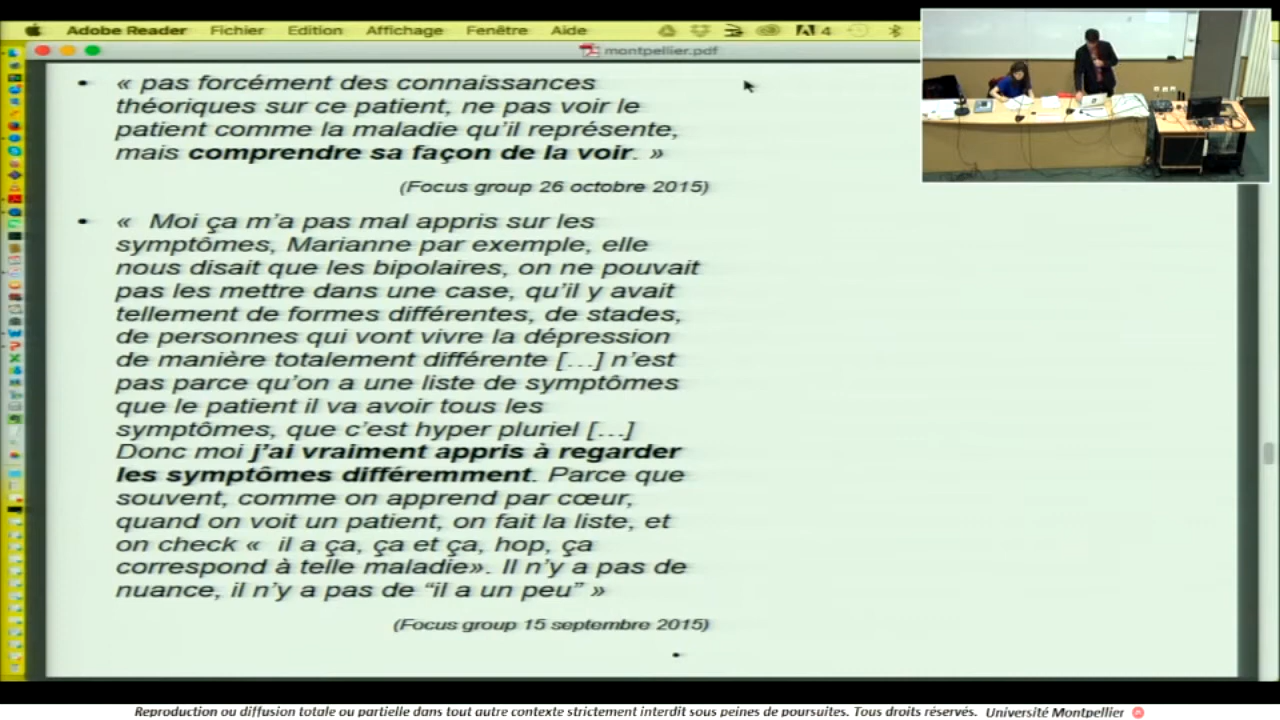 Adobe Reader Fichier Edition Affichage Fenêtre Aide
4
montpellier.pdf
• « pas forcément des connaissances
théoriques sur ce patient, ne pas voir le
patient comme la maladie qu’il représente,
mais comprendre sa façon de la voir. »
(Focus group 26 octobre 2015)
• « Moi ça m’a pas mal appris sur les
symptômes, Marianne par exemple, elle
nous disait que les bipolaires, on ne pouvait
pas les mettre dans une case, qu’il y avait
tellement de formes différentes, de stades,
de personnes qui vont vivre la dépression
de manière totalement différente […] n’est
pas parce qu’on a une liste de symptômes
que le patient il va avoir tous les
symptômes, que c’est hyper pluriel […]
Donc moi j’ai vraiment appris à regarder
les symptômes différemment. Parce que
souvent, comme on apprend par cœur,
quand on voit un patient, on fait la liste, et
on check « il a ça, ça et ça, hop, ça
correspond à telle maladie». Il n’y a pas de
nuance, il n’y a pas de “il a un peu” »
(Focus group 15 septembre 2015)
•
Reproduction ou diffusion totale ou partielle dans tout autre contexte strictement interdit sous peines de poursuites. Tous droits réservés. Université Montpellier